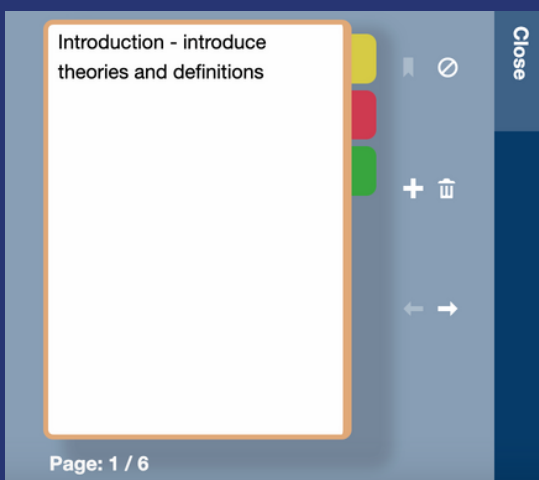 Introduction - introduce
theories and definitions
Close
Page: 1 / 6